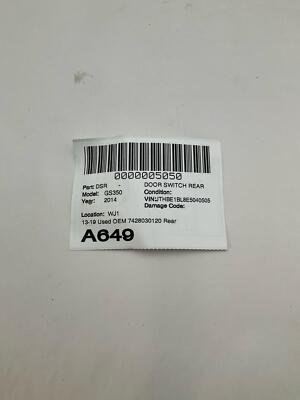 0000005050
Part: DSR - DOOR SWITCH REAR
Model: GS350 Condition:
Year: 2014 VIN:JTHBE1BL8E5040505
Damage Code:
Location: WJ1
13-19 Used OEM 7428030120 Rear
A649